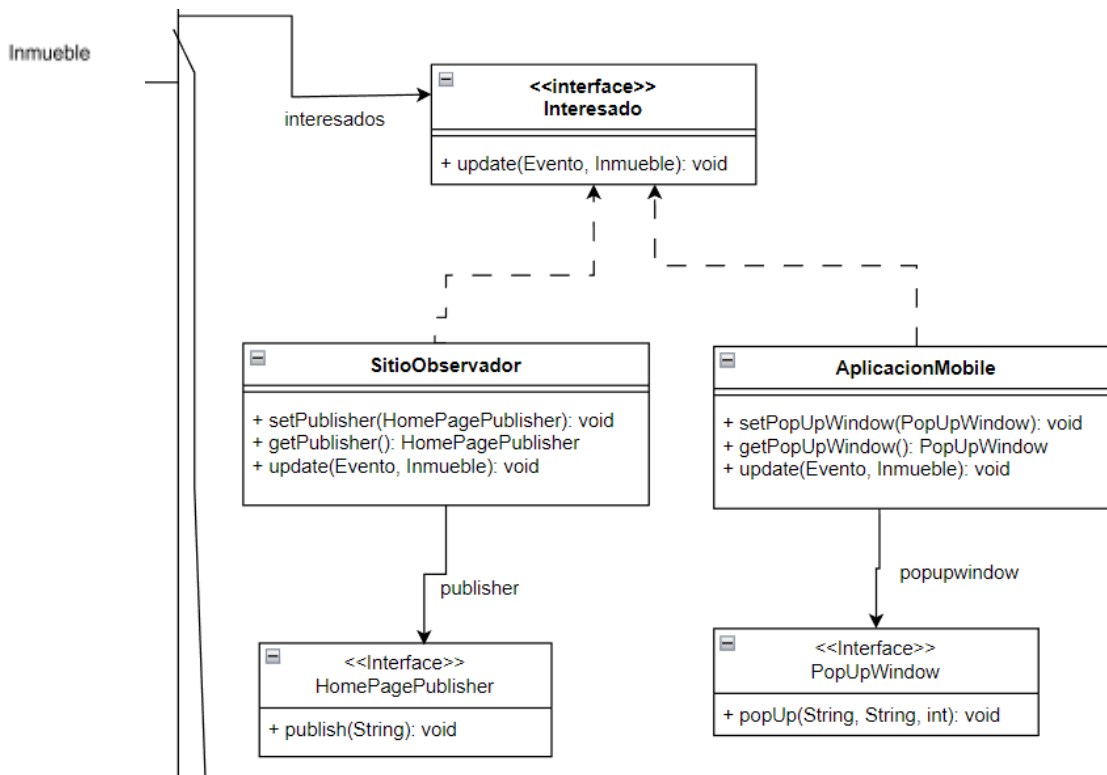 Inmueble
<<interface>>
Interesado
interesados
+ update(Evento, Inmueble): void
SitioObservador
+ setPublisher(HomePagePublisher): void
+ getPublisher(): HomePagePublisher
+ update(Evento, Inmueble): void
AplicacionMobile
+ setPopUpWindow(PopUpWindow): void
+ getPopUpWindow(): PopUpWindow
+ update(Evento, Inmueble): void
publisher
popupwindow
<<Interface>>
HomePagePublisher
+ publish(String): void
<<Interface>>
PopUpWindow
+ popUp(String, String, int): void